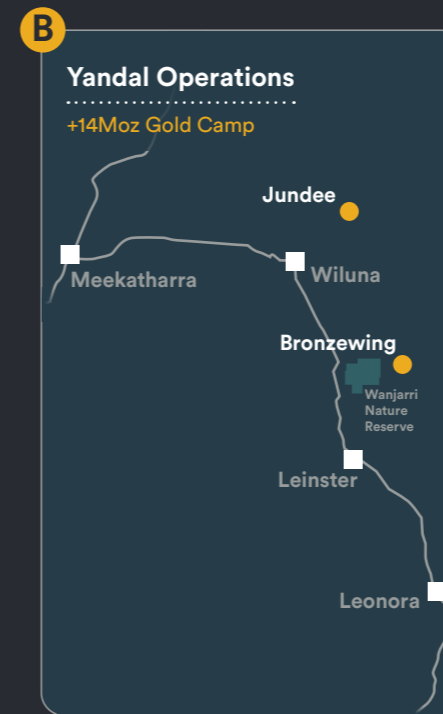 B
Yandal Operations
+14Moz Gold Camp
Jundee
Meekatharra
Wiluna
Bronzewing
Wanjarri
Nature
Reserve
Leinster
Leonora